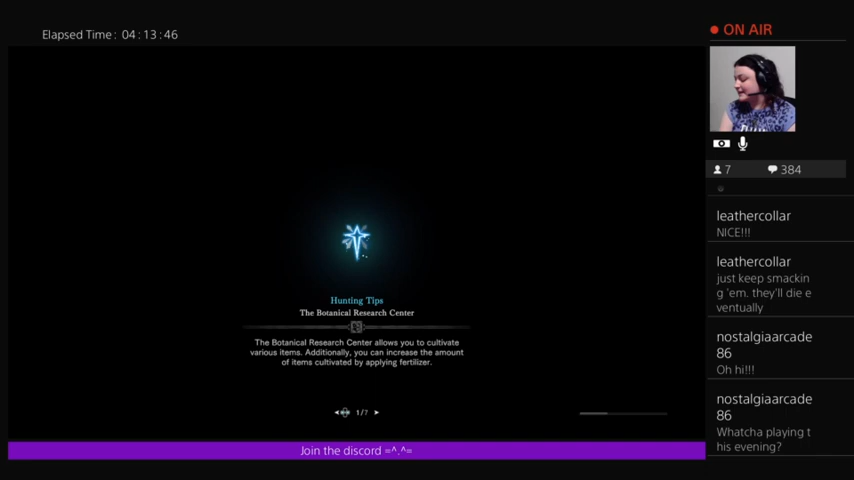 Elapsed Time: 04:13:46
ON AIR
7
384
leathercollar
NICE!!!
leathercollar
just keep smackin
g 'em. they'll die e
ventually
nostalgiaarcade
86
Oh hi!!!
nostalgiaarcade
86
Whatcha playing t
his evening?
Hunting Tips
The Botanical Research Center
The Botanical Research Center allows you to cultivate
various items. Additionally, you can increase the amount
of items cultivated by applying fertilizer.
1/7
Join the discord =^.^=